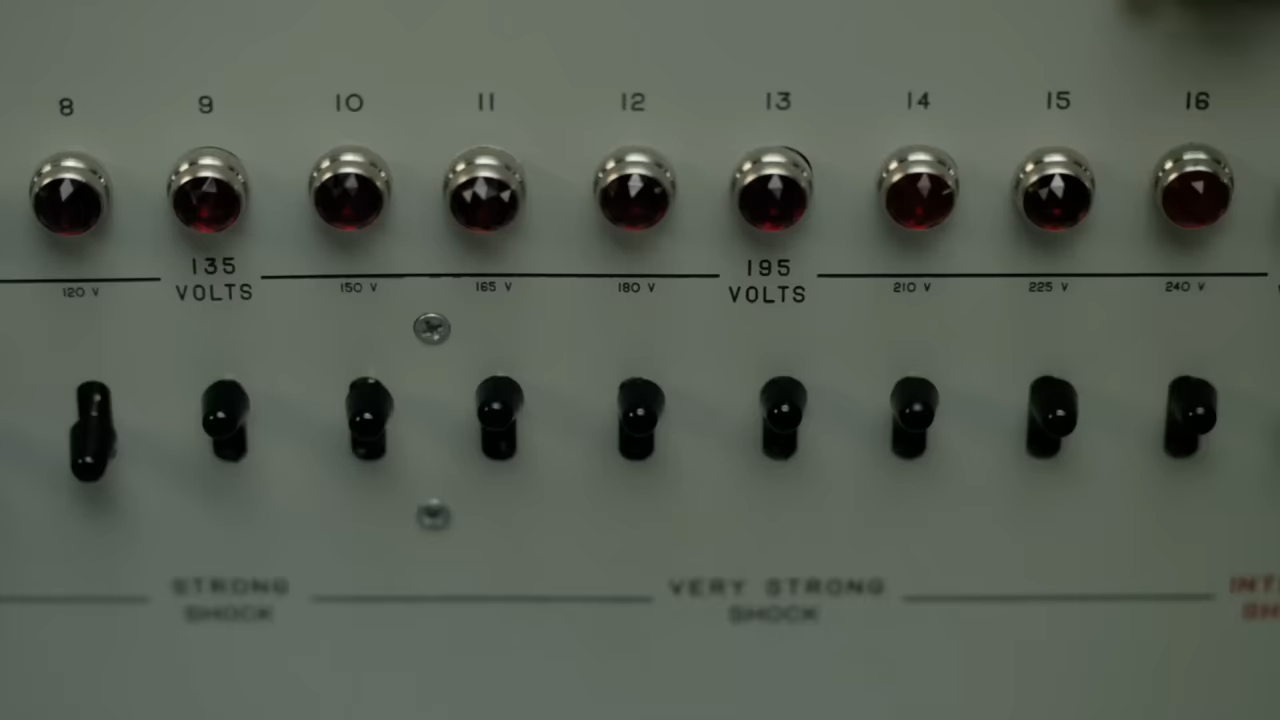 8 9 10 11 12 13 14 15 16
120 V 135 VOLTS 150 V 165 V 180 V 195 VOLTS 210 V 225 V 240 V
STRONG SHOCK VERY STRONG SHOCK